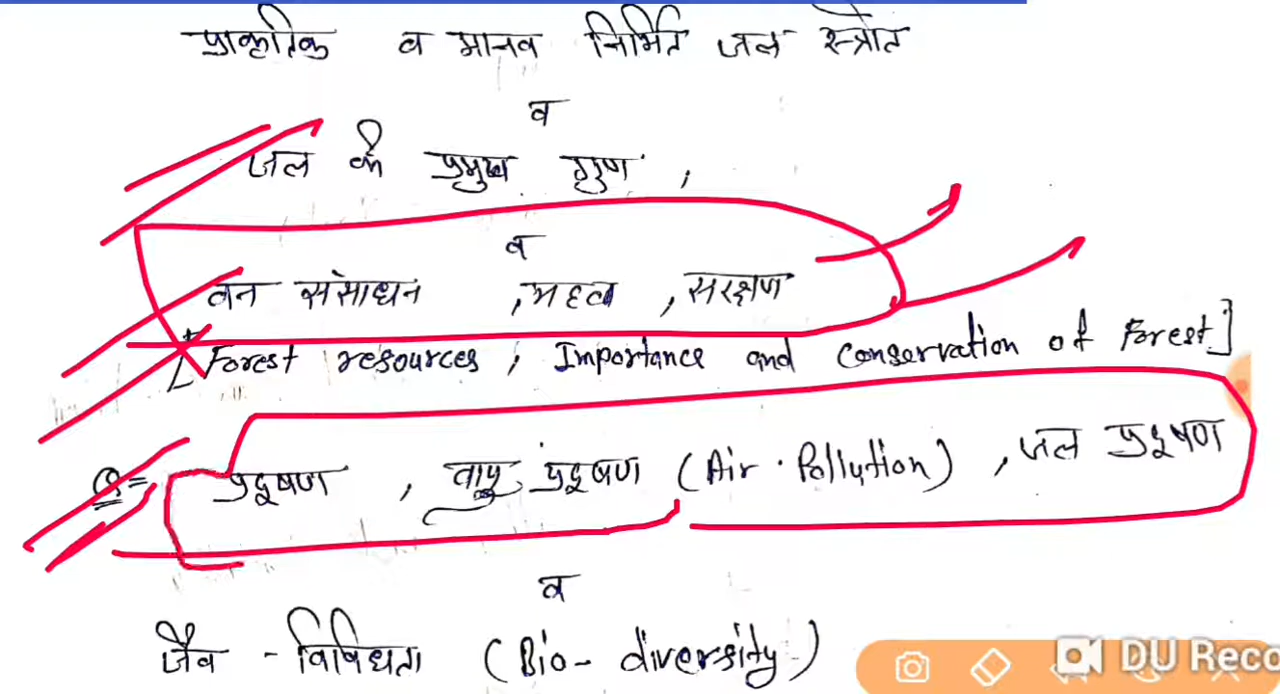 प्राकृतिक व मानव निर्मित जल स्त्रोत
व
जल के प्रमुख गुण,
व
वन संसाधन , महत्व , सरक्षण
[Forest resources, Importance and Conservation of Forest]
Q= प्रदूषण , वायु प्रदूषण (Air Pollution) , जल प्रदूषण
व
जैव - विविधता (Bio-diversity)
DU Reco